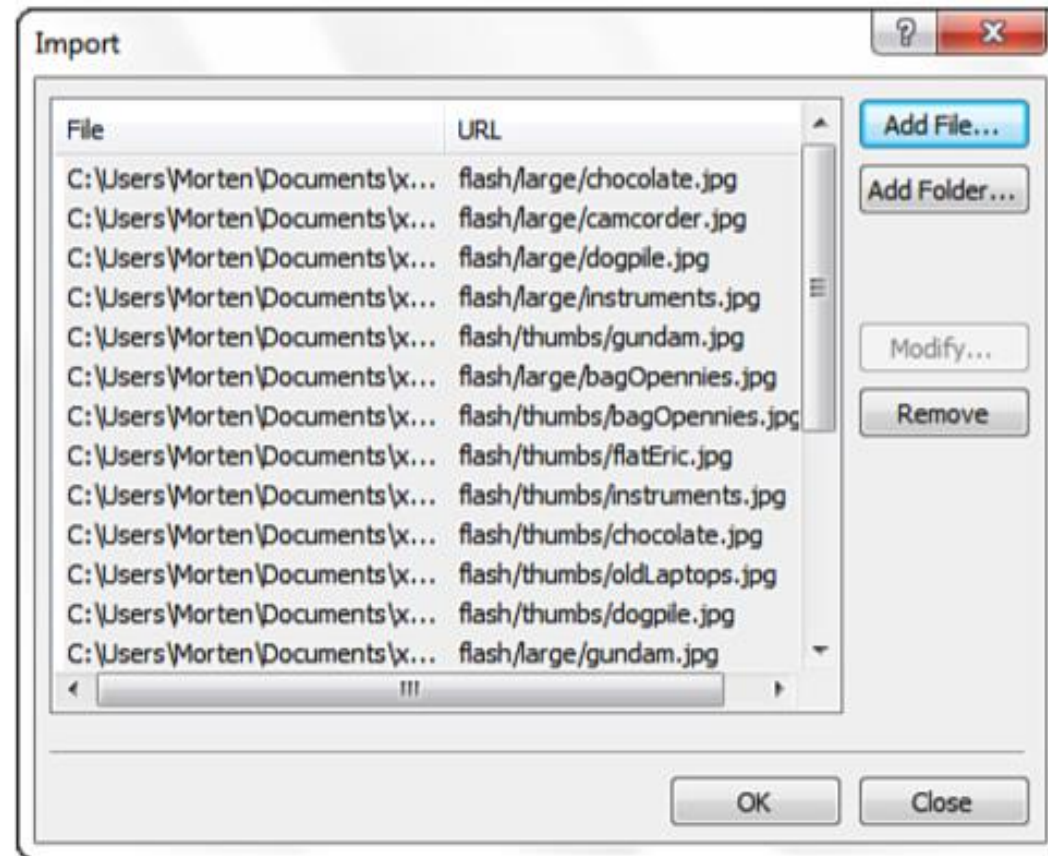 Import
File URL
C:\Users\Morten\Documents\x... flash/large/chocolate.jpg
C:\Users\Morten\Documents\x... flash/large/camcorder.jpg
C:\Users\Morten\Documents\x... flash/large/dogpile.jpg
C:\Users\Morten\Documents\x... flash/large/instruments.jpg
C:\Users\Morten\Documents\x... flash/thumbs/gundam.jpg
C:\Users\Morten\Documents\x... flash/large/bagOpennies.jpg
C:\Users\Morten\Documents\x... flash/thumbs/bagOpennies.jpg
C:\Users\Morten\Documents\x... flash/thumbs/flatEric.jpg
C:\Users\Morten\Documents\x... flash/thumbs/instruments.jpg
C:\Users\Morten\Documents\x... flash/thumbs/chocolate.jpg
C:\Users\Morten\Documents\x... flash/thumbs/oldLaptops.jpg
C:\Users\Morten\Documents\x... flash/thumbs/dogpile.jpg
C:\Users\Morten\Documents\x... flash/large/gundam.jpg
Add File...
Add Folder...
Modify...
Remove
OK Close